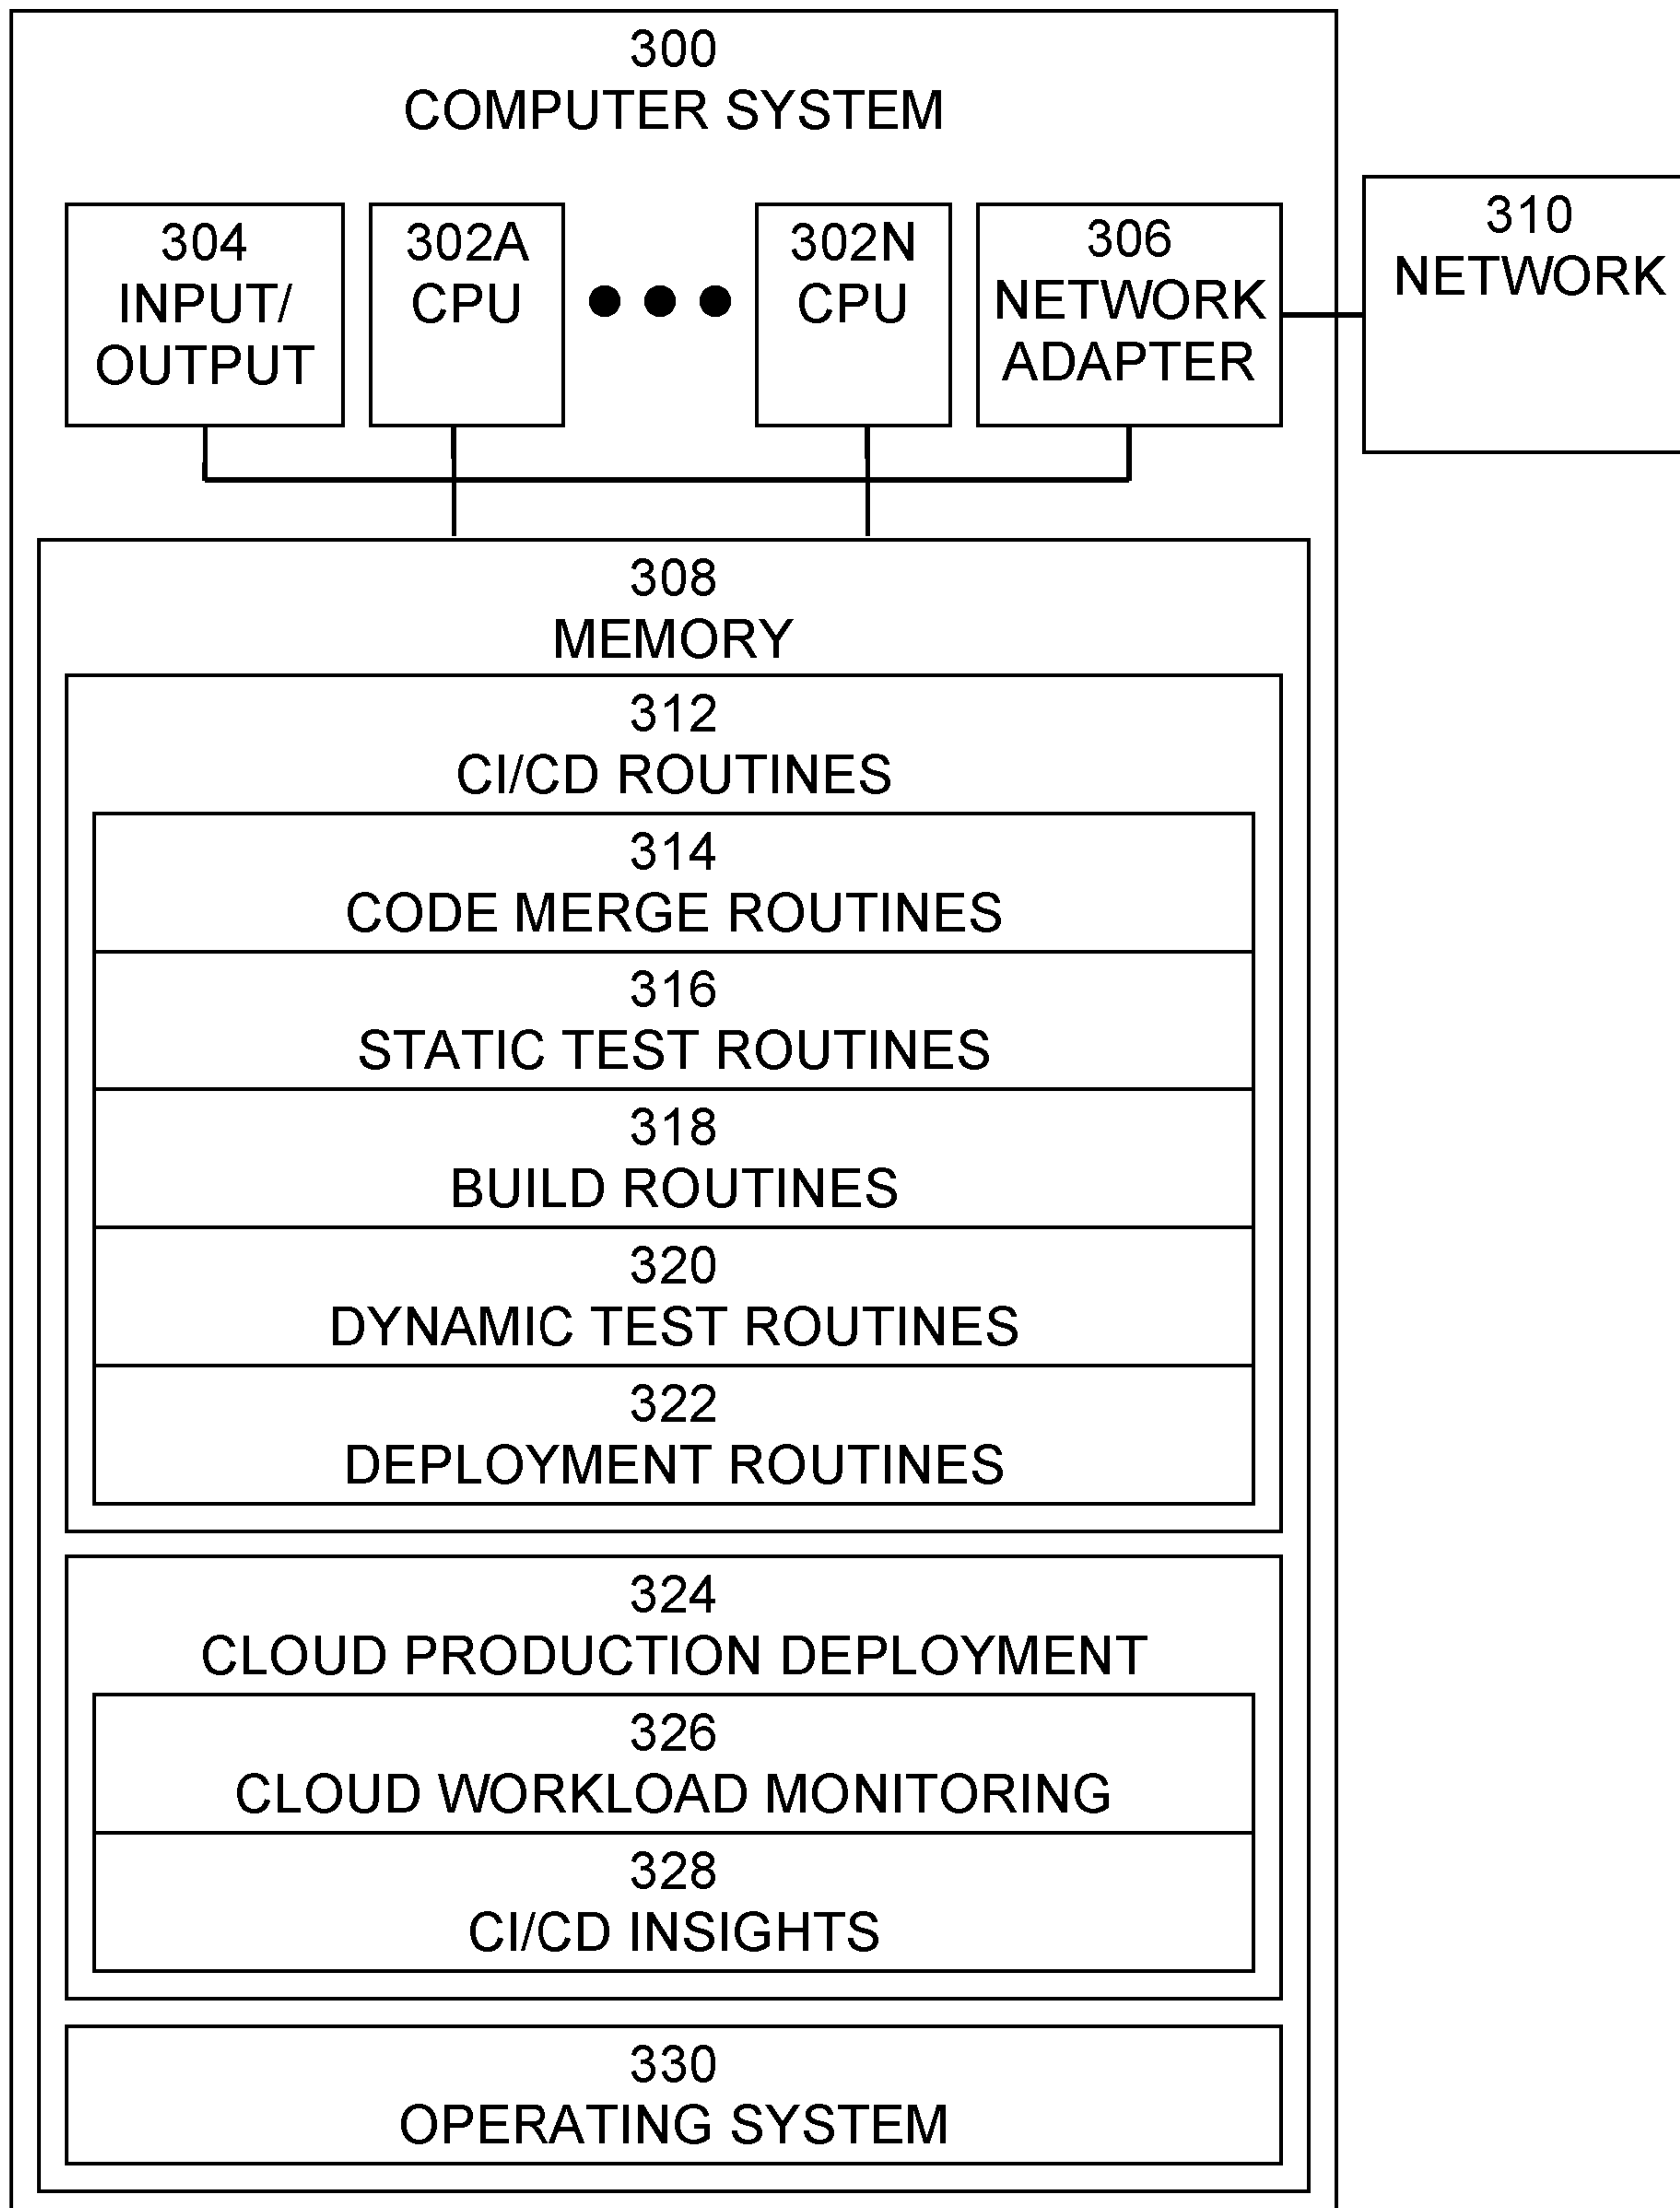 300
COMPUTER SYSTEM
304
INPUT/
OUTPUT
302A
CPU
302N
CPU
306
NETWORK
ADAPTER
310
NETWORK
308
MEMORY
312
CI/CD ROUTINES
314
CODE MERGE ROUTINES
316
STATIC TEST ROUTINES
318
BUILD ROUTINES
320
DYNAMIC TEST ROUTINES
322
DEPLOYMENT ROUTINES
324
CLOUD PRODUCTION DEPLOYMENT
326
CLOUD WORKLOAD MONITORING
328
CI/CD INSIGHTS
330
OPERATING SYSTEM